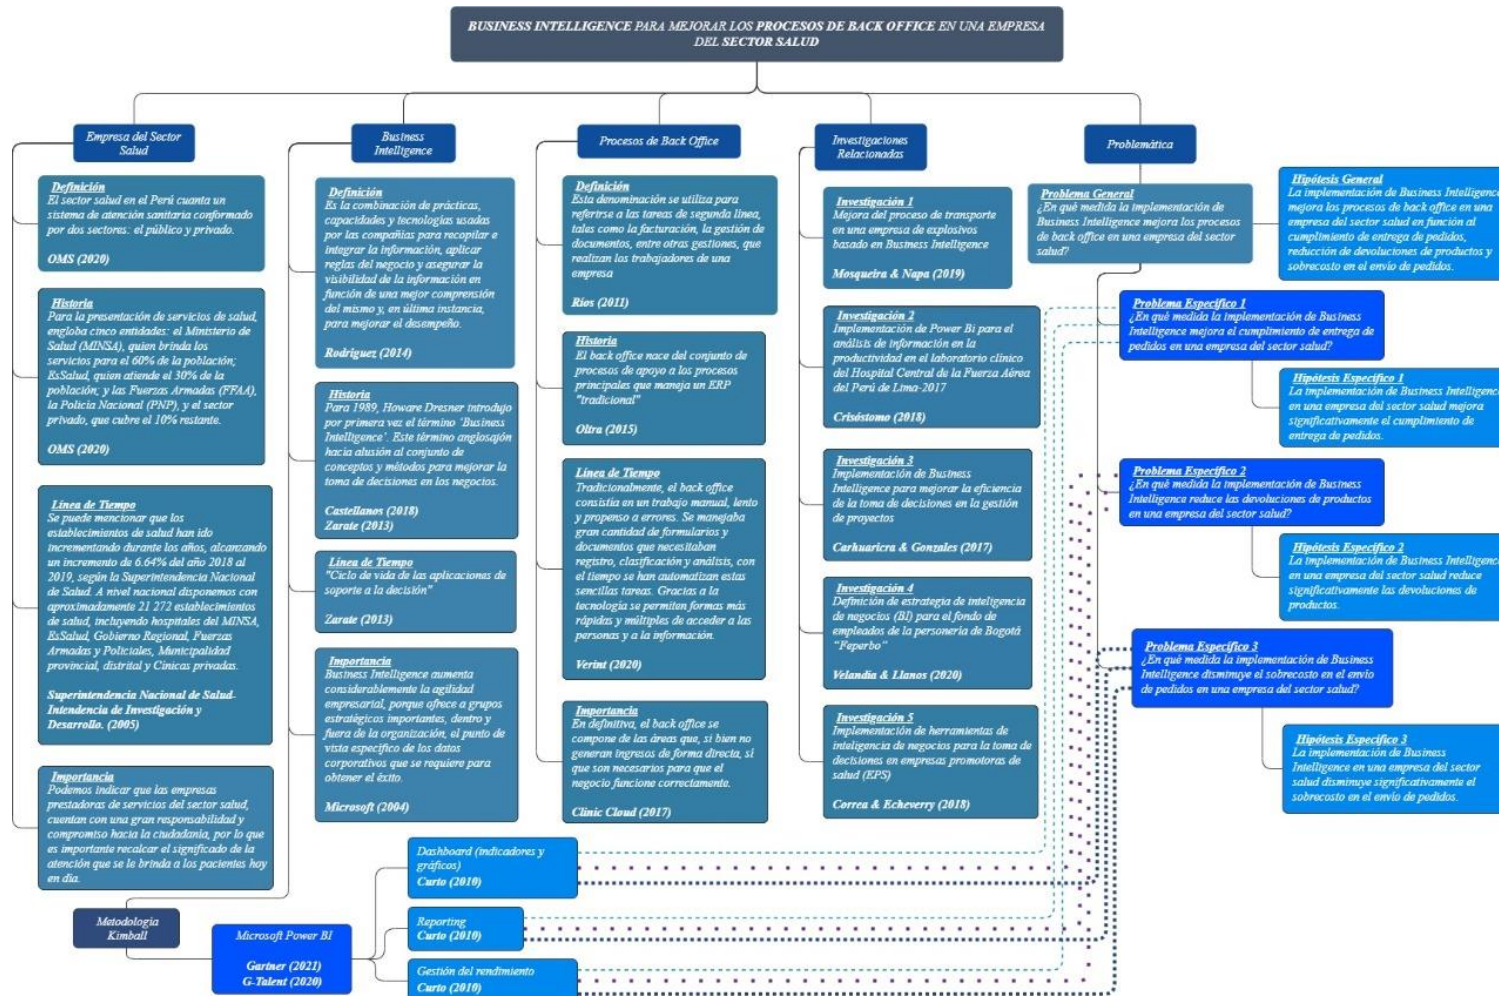 BUSINESS INTELLIGENCE PARA MEJORAR LOS PROCESOS DE BACK OFFICE EN UNA EMPRESA
DEL SECTOR SALUD
Empresa del Sector
Salud
Definición
El sector salud en el Perú cuanta un
sistema de atención sanitaria conformado
por dos sectores: el público y privado.
OMS (2020)
Historia
Para la presentación de servicios de salud,
engloba cinco entidades: el Ministerio de
Salud (MINSA), quien brinda los
servicios para el 60% de la población;
EsSalud, quien atiende el 30% de la
población; y las Fuerzas Armadas (FFAA),
la Policía Nacional (PNP), y el sector
privado, que cubre el 10% restante.
OMS (2020)
Línea de Tiempo
Se puede mencionar que los
establecimientos de salud han ido
incrementando durante los años, alcanzando
un incremento de 6.64% del año 2018 al
2019, según la Superintendencia Nacional
de Salud. A nivel nacional disponemos con
aproximadamente 21 272 establecimientos
de salud, incluyendo hospitales del MINSA,
EsSalud, Gobierno Regional, Fuerzas
Armadas y Policiales, Municipalidad
provincial, distrital y Cínicas privadas.
Superintendencia Nacional de Salud-
Intendencia de Investigación y
Desarrollo. (2005)
Importancia
Podemos indicar que las empresas
prestadoras de servicios del sector salud,
cuentan con una gran responsabilidad y
compromiso hacia la ciudadanía, por lo que
es importante recalcar el significado de la
atención que se le brinda a los pacientes hoy
en día.
Business
Intelligence
Definición
Es la combinación de prácticas,
capacidades y tecnologías usadas
por las compañías para recopilar e
integrar la información, aplicar
reglas del negocio y asegurar la
visibilidad de la información en
función de una mejor comprensión
del mismo y, en última instancia,
para mejorar el desempeño.
Rodriguez (2014)
Historia
Para 1989, Howare Dresner introdujo
por primera vez el término 'Business
Intelligence'. Este término anglosajón
hacia alusión al conjunto de
conceptos y métodos para mejorar la
toma de decisiones en los negocios.
Castellanos (2018)
Zarate (2013)
Línea de Tiempo
"Ciclo de vida de las aplicaciones de
soporte a la decisión"
Zarate (2013)
Importancia
Business Intelligence aumenta
considerablemente la agilidad
empresarial, porque ofrece a grupos
estratégicos importantes, dentro y
fuera de la organización, el punto de
vista específico de los datos
corporativos que se requiere para
obtener el éxito.
Microsoft (2004)
Procesos de Back Office
Definición
Esta denominación se utiliza para
referirse a las tareas de segunda línea,
tales como la facturación, la gestión de
documentos, entre otras gestiones, que
realizan los trabajadores de una
empresa
Ríos (2011)
Historia
El back office nace del conjunto de
procesos de apoyo a los procesos
principales que maneja un ERP
"tradicional"
Oltra (2015)
Línea de Tiempo
Tradicionalmente, el back office
consistía en un trabajo manual, lento
y propenso a errores. Se manejaba
gran cantidad de formularios y
documentos que necesitaban
registro, clasificación y análisis, con
el tiempo se han automatizan estas
sencillas tareas. Gracias a la
tecnología se permiten formas más
rápidas y múltiples de acceder a las
personas y a la información.
Verint (2020)
Importancia
En definitiva, el back office se
compone de las áreas que, si bien no
generan ingresos de forma directa, sí
que son necesarios para que el
negocio funcione correctamente.
Clinic Cloud (2017)
Investigaciones
Relacionadas
Investigación 1
Mejora del proceso de transporte
en una empresa de explosivos
basado en Business Intelligence
Mosqueira & Napa (2019)
Investigación 2
Implementación de Power Bi para el
análisis de información en la
productividad en el laboratorio clínico
del Hospital Central de la Fuerza Aérea
del Perú de Lima-2017
Crisóstomo (2018)
Investigación 3
Implementación de Business
Intelligence para mejorar la eficiencia
de la toma de decisiones en la gestión
de proyectos
Carhuaricra & Gonzales (2017)
Investigación 4
Definición de estrategia de inteligencia
de negocios (BI) para el fondo de
empleados de la personería de Bogotá
"Feperbo"
Velandia & Llanos (2020)
Investigación 5
Implementación de herramientas de
inteligencia de negocios para la toma de
decisiones en empresas promotoras de
salud (EPS)
Correa & Echeverry (2018)
Problemática
Problema General
¿En qué medida la implementación de
Business Intelligence mejora los procesos
de back office en una empresa del sector
salud?
Hipótesis General
La implementación de Business Intelligence
mejora los procesos de back office en una
empresa del sector salud en función al
cumplimiento de entrega de pedidos,
reducción de devoluciones de productos y
sobrecosto en el envío de pedidos.
Problema Específico 1
¿En qué medida la implementación de Business
Intelligence mejora el cumplimiento de entrega de
pedidos en una empresa del sector salud?
Hipótesis Específico 1
La implementación de Business Intelligence
en una empresa del sector salud mejora
significativamente el cumplimiento de
entrega de pedidos.
Problema Específico 2
¿En qué medida la implementación de Business
Intelligence reduce las devoluciones de productos
en una empresa del sector salud?
Hipótesis Específico 2
La implementación de Business Intelligence
en una empresa del sector salud reduce
significativamente las devoluciones de
productos.
Problema Específico 3
¿En qué medida la implementación de Business
Intelligence disminuye el sobrecosto en el envío
de pedidos en una empresa del sector salud?
Hipótesis Específico 3
La implementación de Business
Intelligence en una empresa del sector
salud disminuye significativamente el
sobrecosto en el envío de pedidos.
Metodología
Kimball
Microsoft Power BI
Gartner (2021)
G-Talent (2020)
Dashboard (indicadores y
gráficos)
Curto (2010)
Reporting
Curto (2010)
Gestión del rendimiento
Curto (2010)